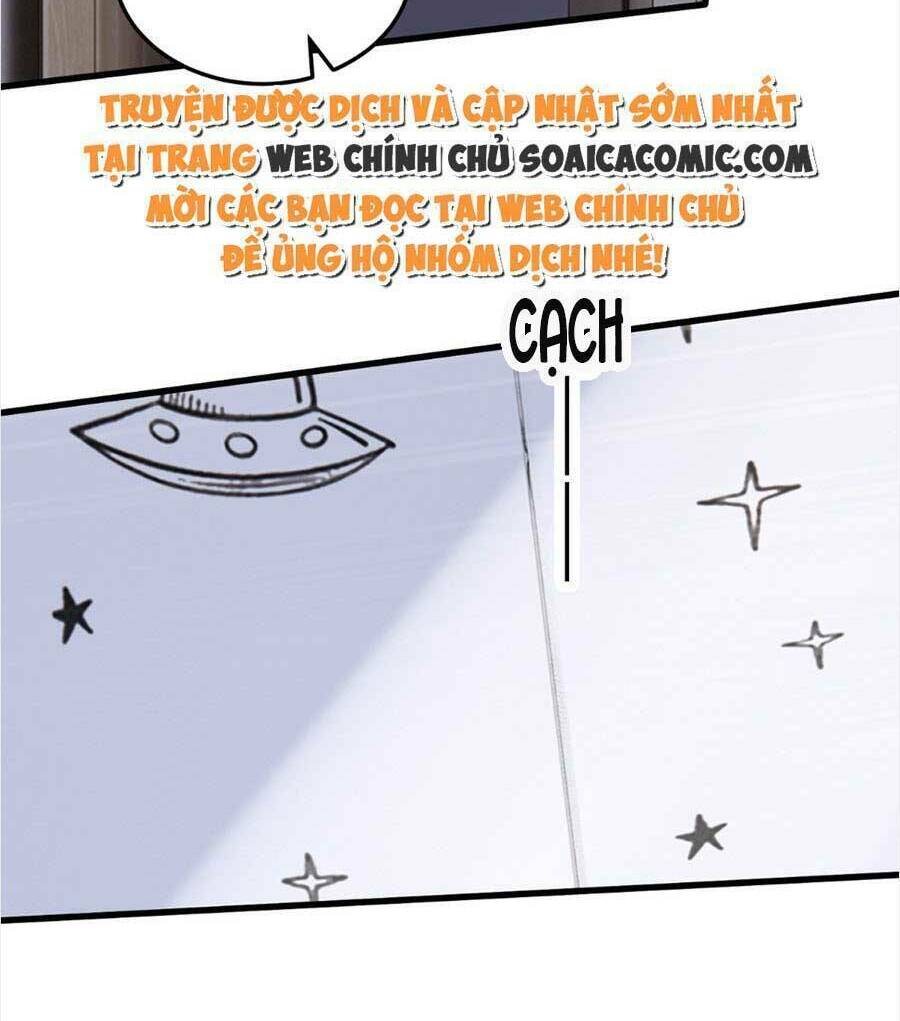 TRUYỆN ĐƯỢC DỊCH VÀ CẬP NHẬT SỚM NHẤT
TẠI TRANG WEB CHÍNH CHỦ SOAICACOMIC.COM
MỜI CÁC BẠN ĐỌC TẠI WEB CHÍNH CHỦ
ĐỂ ỦNG HỘ NHÓM DỊCH NHÉ!
CẠCH